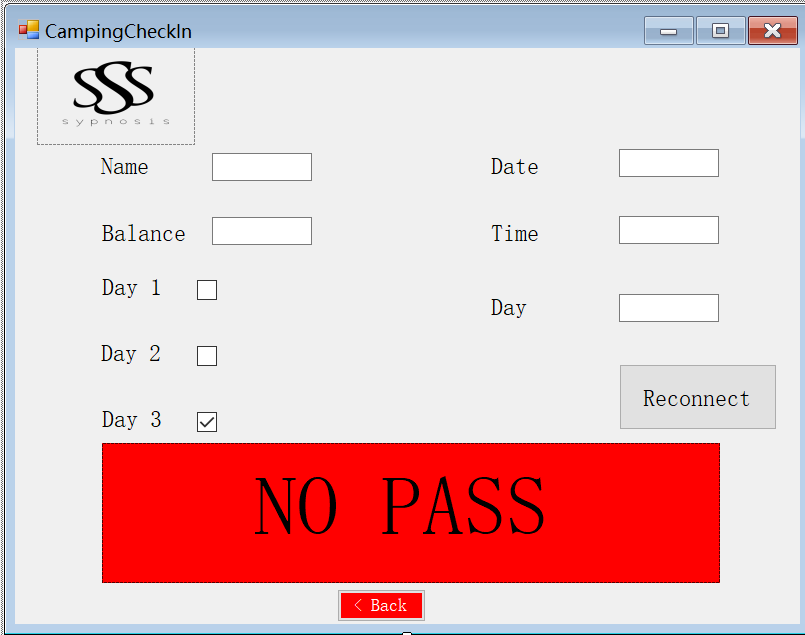 CampingCheckIn
SSS
sypnosis
Name
Date
Balance
Time
Day 1
Day
Day 2
Reconnect
Day 3
NO PASS
< Back